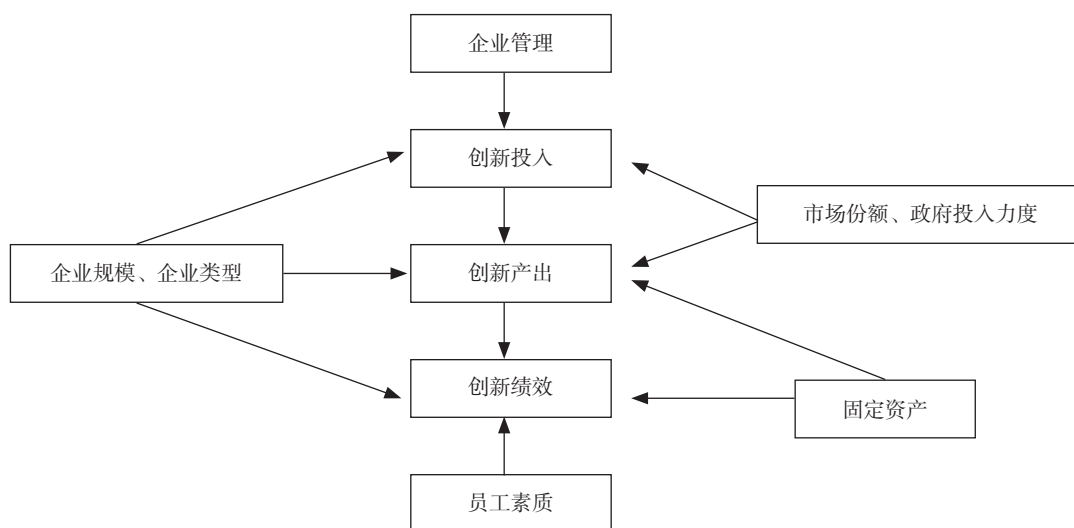 企业管理
创新投入
市场份额、政府投入力度
企业规模、企业类型
创新产出
创新绩效
固定资产
员工素质